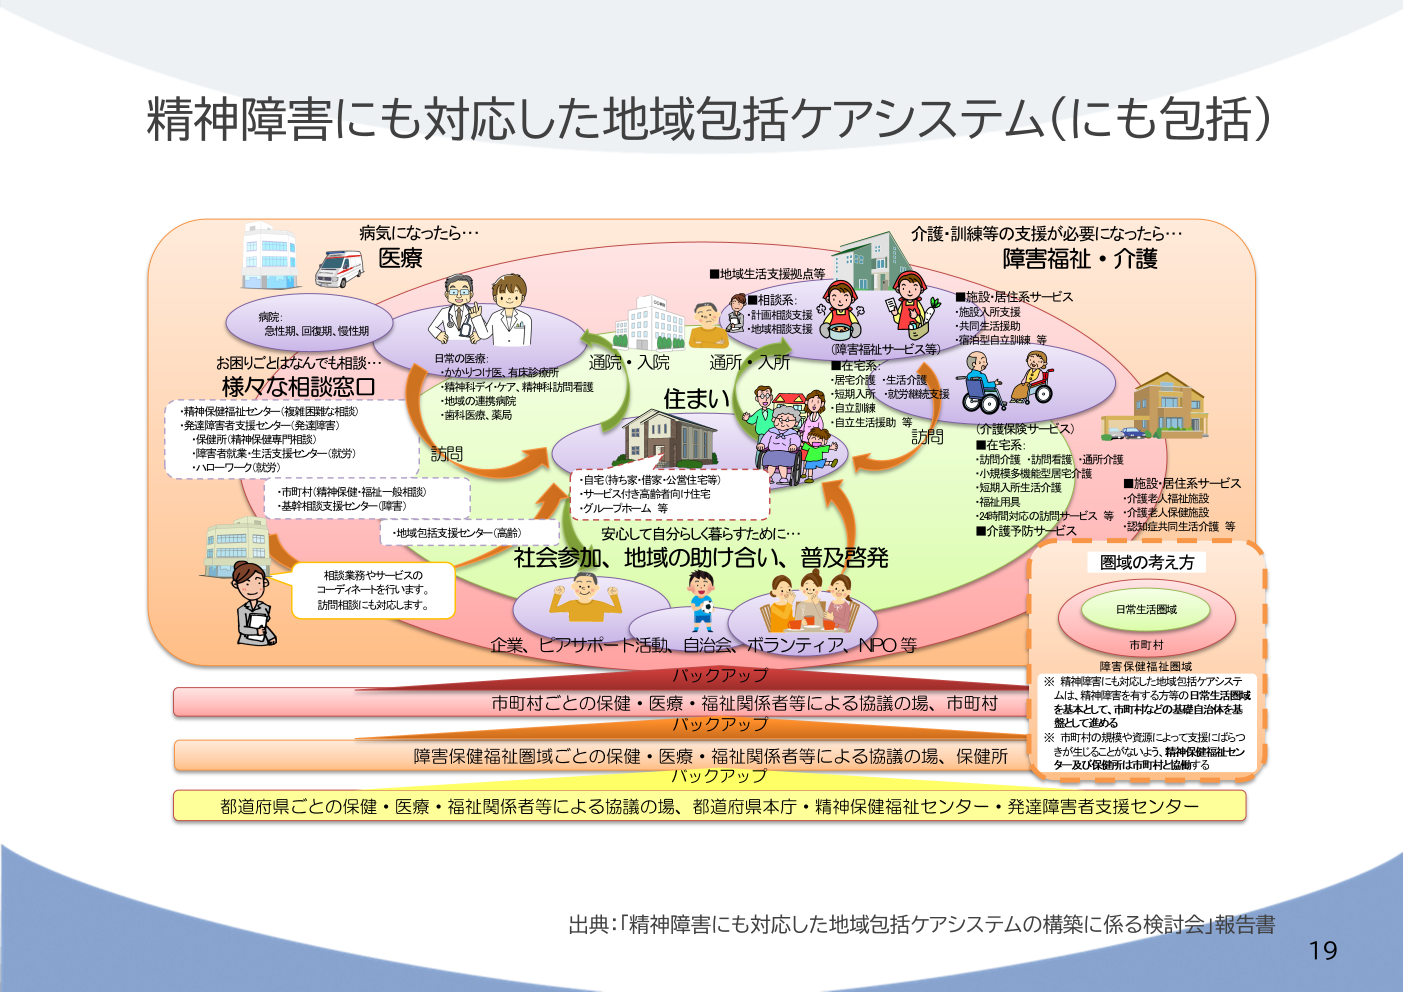 精神障害にも対応した地域包括ケアシステム(にも包括)
病気になったら…
医療
病院:
急性期、回復期、慢性期
日常の医療:
・かかりつけ医、有床診療所
・精神科デイ・ケア、精神科訪問看護
・地域の連携病院
・歯科医療、薬局
お困りごとはなんでも相談…
様々な相談窓口
・精神保健福祉センター(複雑困難な相談)
・発達障害者支援センター(発達障害)
・保健所(精神保健専門相談)
・障害者就業・生活支援センター(就労)
・ハローワーク(就労)
・市町村(精神保健・福祉一般相談)
・基幹相談支援センター(障害)
・地域包括支援センター(高齢)
相談業務やサービスの
コーディネートを行います。
訪問相談にも対応します。
訪問
通院・入院
通所・入所
住まい
・自宅(持ち家・借家・公営住宅等)
・サービス付き高齢者向け住宅
・グループホーム 等
介護・訓練等の支援が必要になったら…
障害福祉・介護
■地域生活支援拠点等
■相談系:
・計画相談支援
・地域相談支援
(障害福祉サービス等)
■在宅系:
・居宅介護 ・生活介護
・短期入所 ・就労継続支援
・自立訓練
・自立生活援助 等
■施設・居住系サービス
・施設入所支援
・共同生活援助
・宿泊型自立訓練 等
訪問
(介護保険サービス)
■在宅系:
・訪問介護 ・訪問看護 ・通所介護
・小規模多機能型居宅介護
・短期入所生活介護
・福祉用具
・24時間対応の訪問サービス 等
■介護予防サービス
■施設・居住系サービス
・介護老人福祉施設
・介護老人保健施設
・認知症共同生活介護 等
安心して自分らしく暮らすために…
社会参加、地域の助け合い、普及啓発
企業、ピアサポート活動、自治会、ボランティア、NPO 等
バックアップ
市町村ごとの保健・医療・福祉関係者等による協議の場、市町村
バックアップ
障害保健福祉圏域ごとの保健・医療・福祉関係者等による協議の場、保健所
バックアップ
都道府県ごとの保健・医療・福祉関係者等による協議の場、都道府県本庁・精神保健福祉センター・発達障害者支援センター
圏域の考え方
日常生活圏域
市町村
障害保健福祉圏域
※ 精神障害にも対応した地域包括ケアシステ
ムは、精神障害を有する方等の日常生活圏域
を基本として、市町村などの基礎自治体を基
盤として進める
※ 市町村の規模や資源によって支援にばらつ
きが生じることがないよう、精神保健福祉セン
ター及び保健所は市町村と協働する
出典:「精神障害にも対応した地域包括ケアシステムの構築に係る検討会」報告書
19